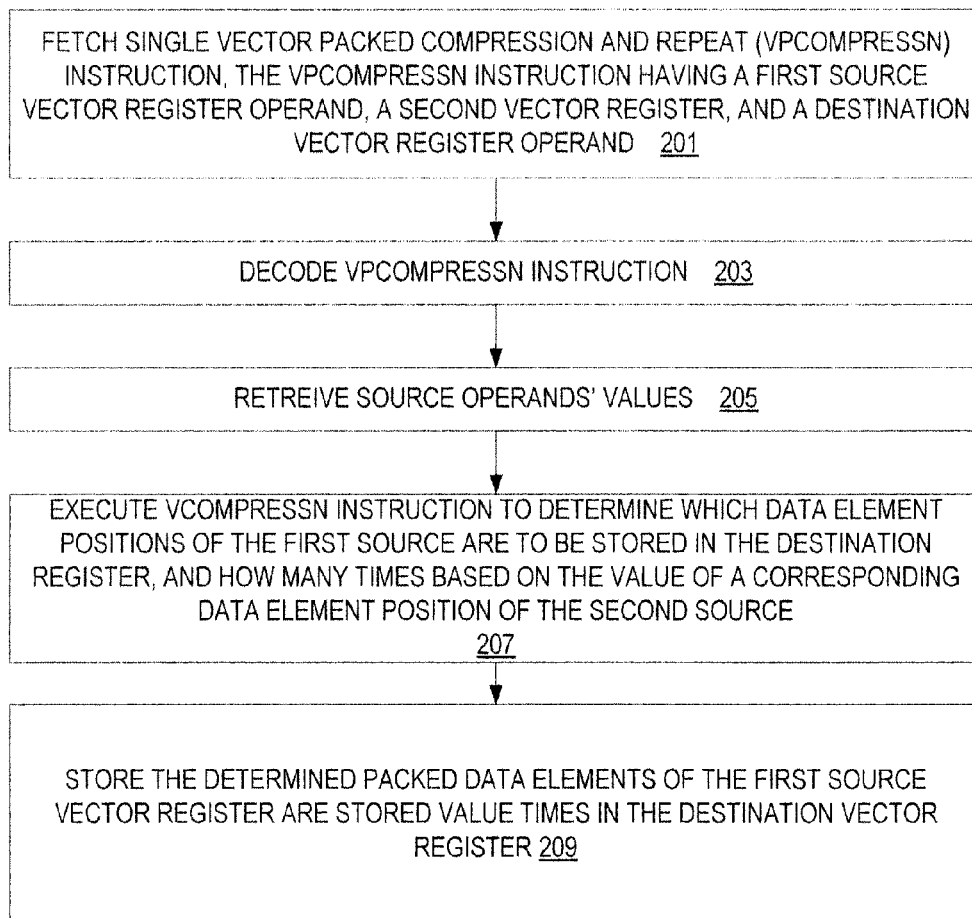 FETCH SINGLE VECTOR PACKED COMPRESSION AND REPEAT (VPCOMPRESSN)
INSTRUCTION, THE VPCOMPRESSN INSTRUCTION HAVING A FIRST SOURCE
VECTOR REGISTER OPERAND, A SECOND VECTOR REGISTER, AND A DESTINATION
VECTOR REGISTER OPERAND 201
DECODE VPCOMPRESSN INSTRUCTION 203
RETREIVE SOURCE OPERANDS' VALUES 205
EXECUTE VCOMPRESSN INSTRUCTION TO DETERMINE WHICH DATA ELEMENT
POSITIONS OF THE FIRST SOURCE ARE TO BE STORED IN THE DESTINATION
REGISTER, AND HOW MANY TIMES BASED ON THE VALUE OF A CORRESPONDING
DATA ELEMENT POSITION OF THE SECOND SOURCE
207
STORE THE DETERMINED PACKED DATA ELEMENTS OF THE FIRST SOURCE
VECTOR REGISTER ARE STORED VALUE TIMES IN THE DESTINATION VECTOR
REGISTER 209